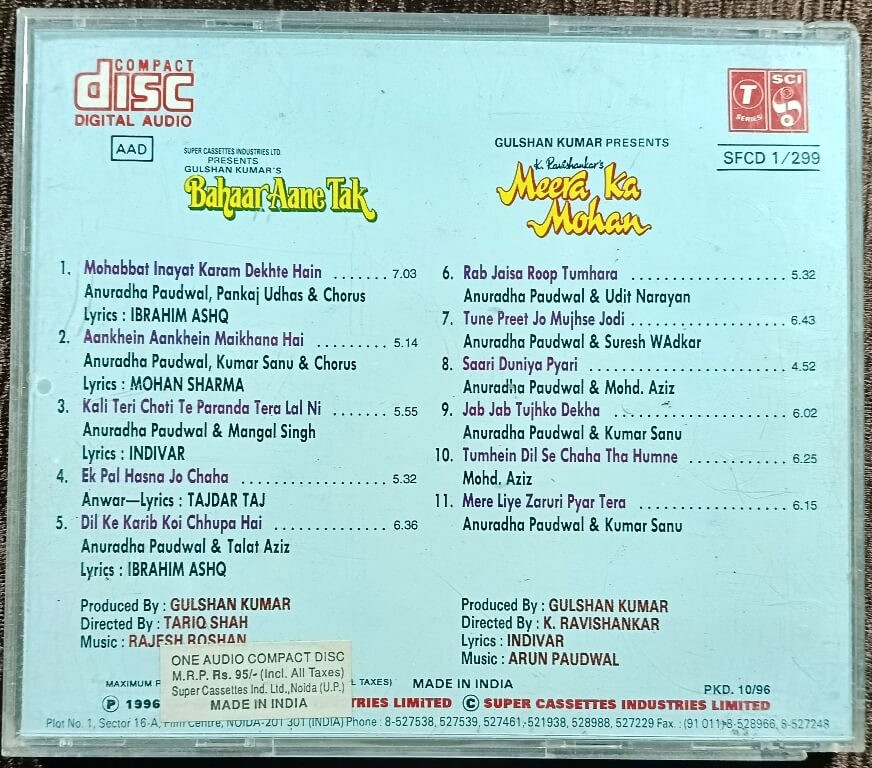 COMPACT
disc
DIGITAL AUDIO
T
SERIES
SCI
AAD
SFCD 1/299
SUPER CASSETTES INDUSTRIES LTD.
PRESENTS
GULSHAN KUMAR'S
Bahaar Aane Tak
1. Mohabbat Inayat Karam Dekhte Hain ....... 7.03
Anuradha Paudwal, Pankaj Udhas & Chorus
Lyrics : IBRAHIM ASHQ
2. Aankhein Aankhein Maikhana Hai ......... 5.14
Anuradha Paudwal, Kumar Sanu & Chorus
Lyrics : MOHAN SHARMA
3. Kali Teri Choti Te Paranda Tera Lal Ni ....... 5.55
Anuradha Paudwal & Mangal Singh
Lyrics : INDIVAR
4. Ek Pal Hasna Jo Chaha .................. 5.32
Anwar—Lyrics : TAJDAR TAJ
5. Dil Ke Karib Koi Chhupa Hai .............. 6.36
Anuradha Paudwal & Talat Aziz
Lyrics : IBRAHIM ASHQ
Produced By : GULSHAN KUMAR
Directed By : TARIQ SHAH
Music : RAJESH ROSHAN
GULSHAN KUMAR PRESENTS
K. Ravishankar's
Meera Ka
Mohan
6. Rab Jaisa Roop Tumhara ................... 5.32
Anuradha Paudwal & Udit Narayan
7. Tune Preet Jo Mujhse Jodi ................... 6.43
Anuradha Paudwal & Suresh WAdkar
8. Saari Duniya Pyari ........................ 4.52
Anuradha Paudwal & Mohd. Aziz
9. Jab Jab Tujhko Dekha ..................... 6.02
Anuradha Paudwal & Kumar Sanu
10. Tumhein Dil Se Chaha Tha Humne ............. 6.25
Mohd. Aziz
11. Mere Liye Zaruri Pyar Tera .................. 6.15
Anuradha Paudwal & Kumar Sanu
Produced By : GULSHAN KUMAR
Directed By : K. RAVISHANKAR
Lyrics : INDIVAR
Music : ARUN PAUDWAL
ONE AUDIO COMPACT DISC
M.R.P. Rs. 95/- (Incl. All Taxes)
Super Cassettes Ind. Ltd.,Noida (U.P.)
MADE IN INDIA
MAXIMUM TAXES) MADE IN INDIA
PKD. 10/96
Ⓟ 1996 LIMITED © SUPER CASSETTES INDUSTRIES LIMITED
Plot No. 1, Sector 16-A, Film Centre, NOIDA-201 301 (INDIA) Phone : 8-527538, 527539, 527461, 521938, 528988, 527229 Fax. : (91 011) 8-528966, 8-527248